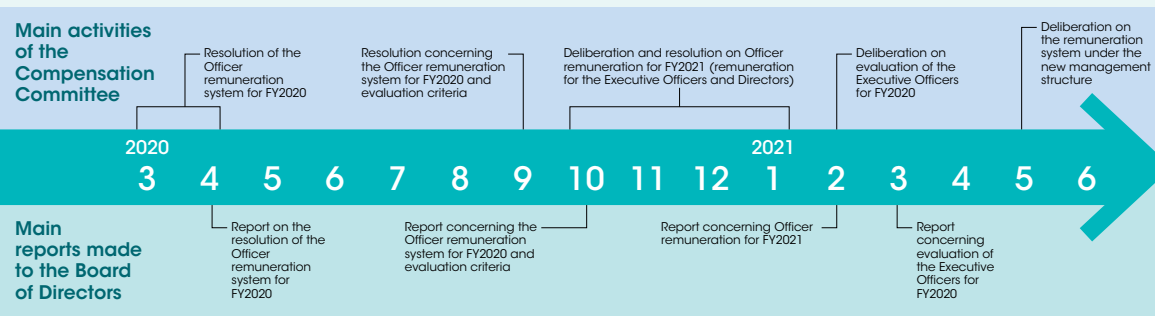 Main activities
of the
Compensation
Committee
Resolution of the
Officer
remuneration
system for FY2020
Resolution concerning
the Officer remuneration
system for FY2020 and
evaluation criteria
Deliberation and resolution on Officer
remuneration for FY2021 (remuneration
for the Executive Officers and Directors)
Deliberation on
evaluation of the
Executive Officers
for FY2020
Deliberation on
the remuneration
system under the
new management
structure
2020
2021
3 4 5 6 7 8 9 10 11 12 1 2 3 4 5 6
Main
reports made
to the Board
of Directors
Report on the
resolution of the
Officer
remuneration
system for
FY2020
Report concerning the
Officer remuneration
system for FY2020 and
evaluation criteria
Report concerning Officer
remuneration for FY2021
Report
concerning
evaluation of
the Executive
Officers for
FY2020